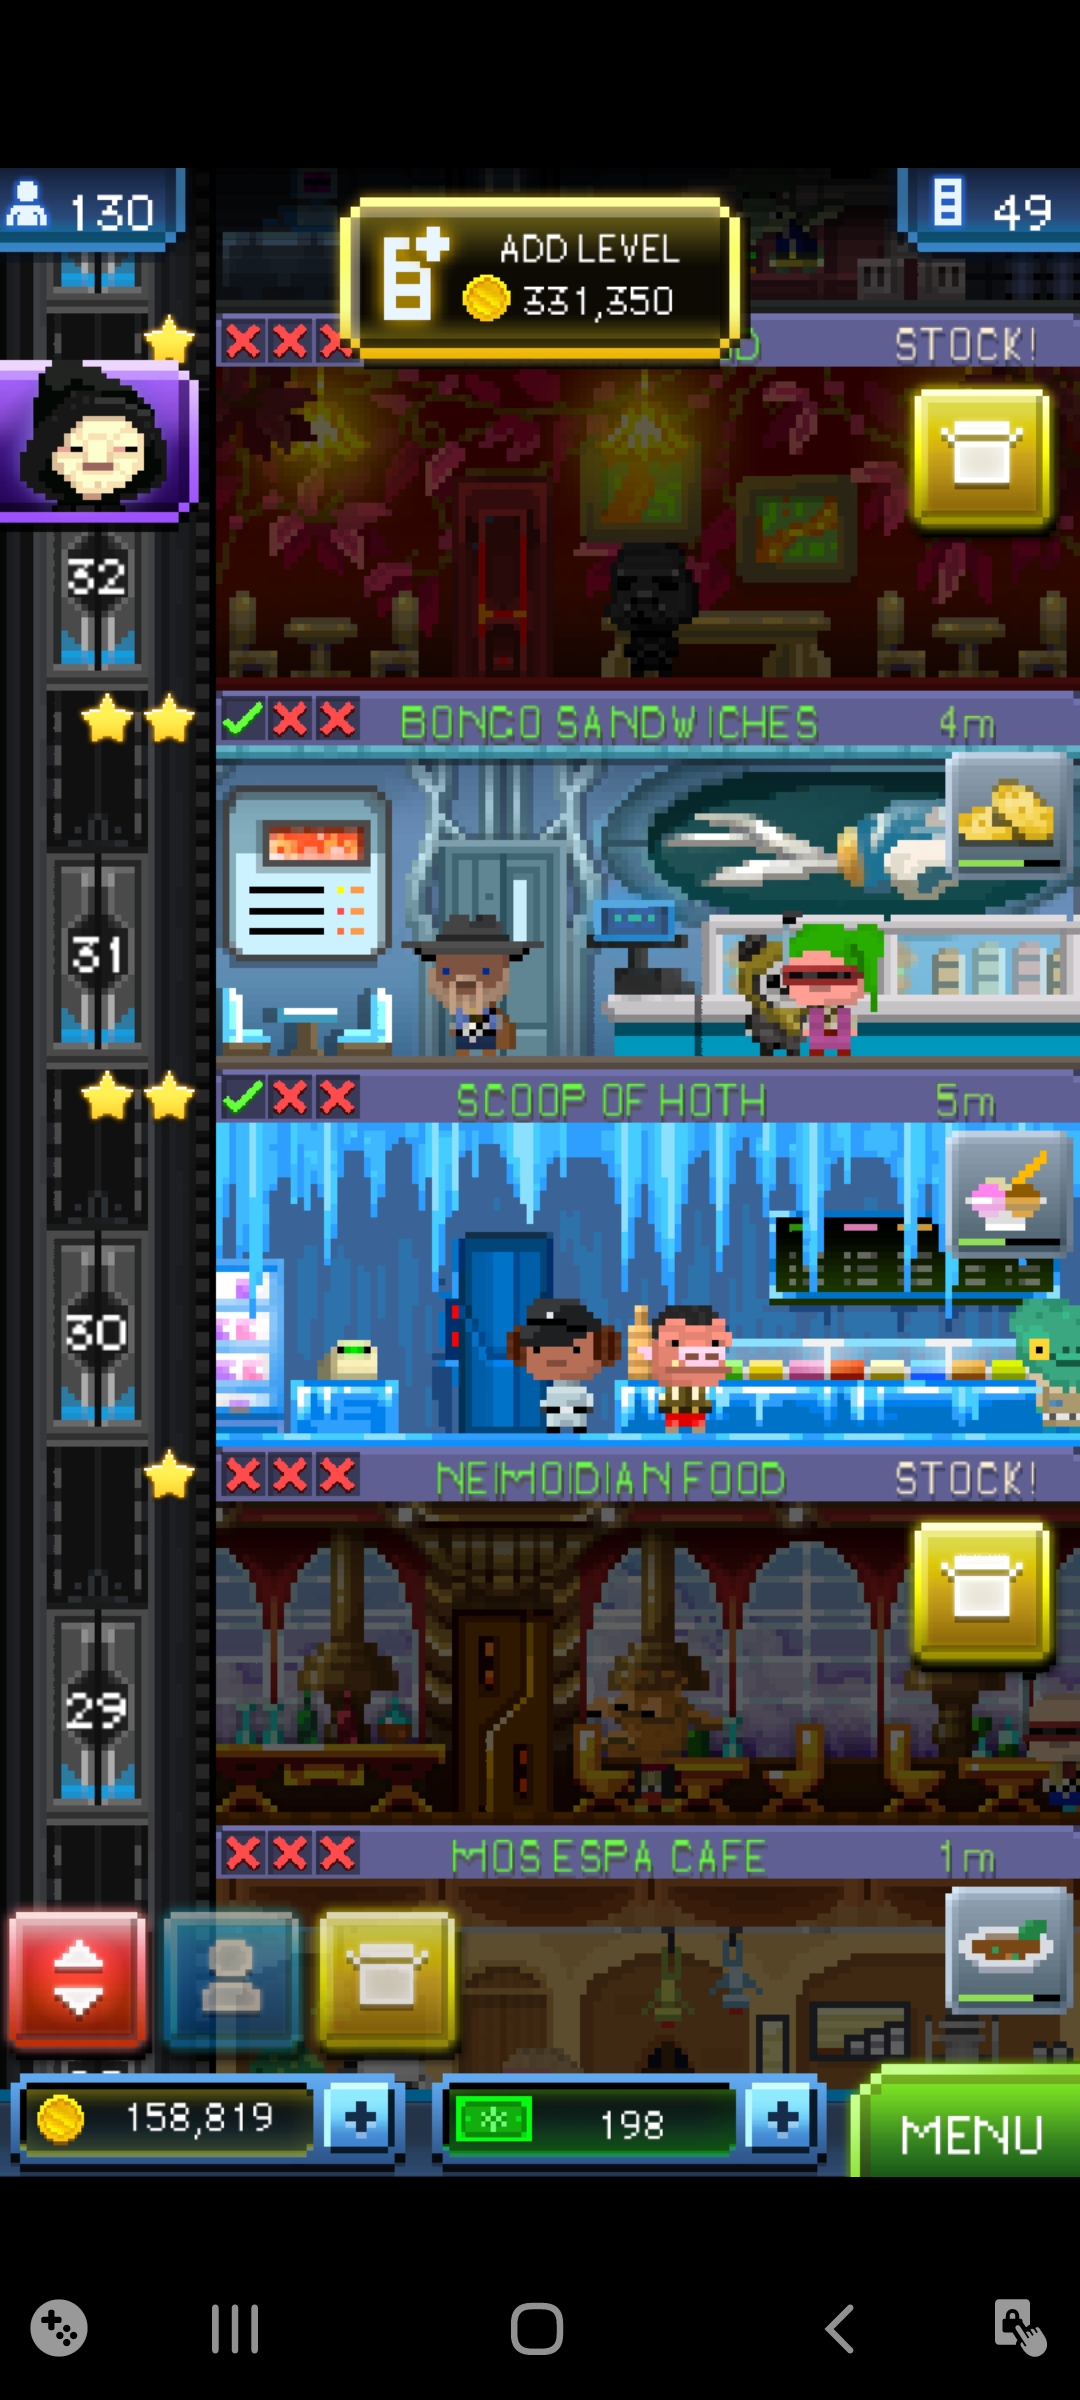 130
49
ADD LEVEL
331,350
D
STOCK!
32
BONGO SANDWICHES
4m
31
SCOOP OF HOTH
5m
30
NEIMOIDIAN FOOD
STOCK!
29
MOS ESPA CAFE
1m
158,819
198
MENU